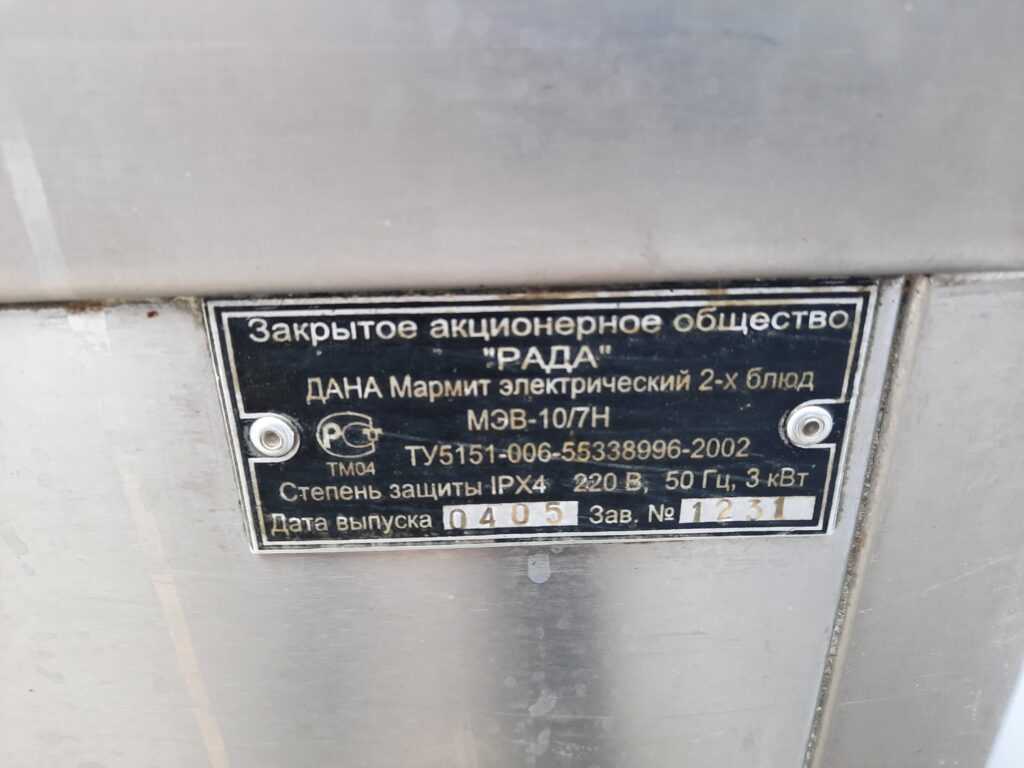 Закрытое акционерное общество
"РАДА"
ДАНА Мармит электрический 2-х блюд
МЭВ-10/7Н
РСТ
ТМ04
ТУ5151-006-55338996-2002
Степень защиты IPX4 220 В, 50 Гц, 3 кВт
Дата выпуска 0405 Зав. № 1231